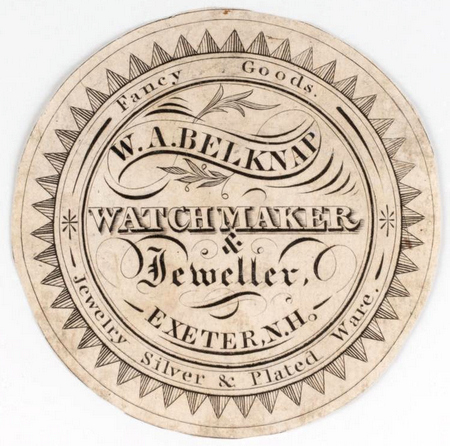 Fancy Goods.
W. A. BELKNAP
WATCHMAKER
&
Jeweller,
EXETER, N.H.
Jewelry Silver & Plated Ware.